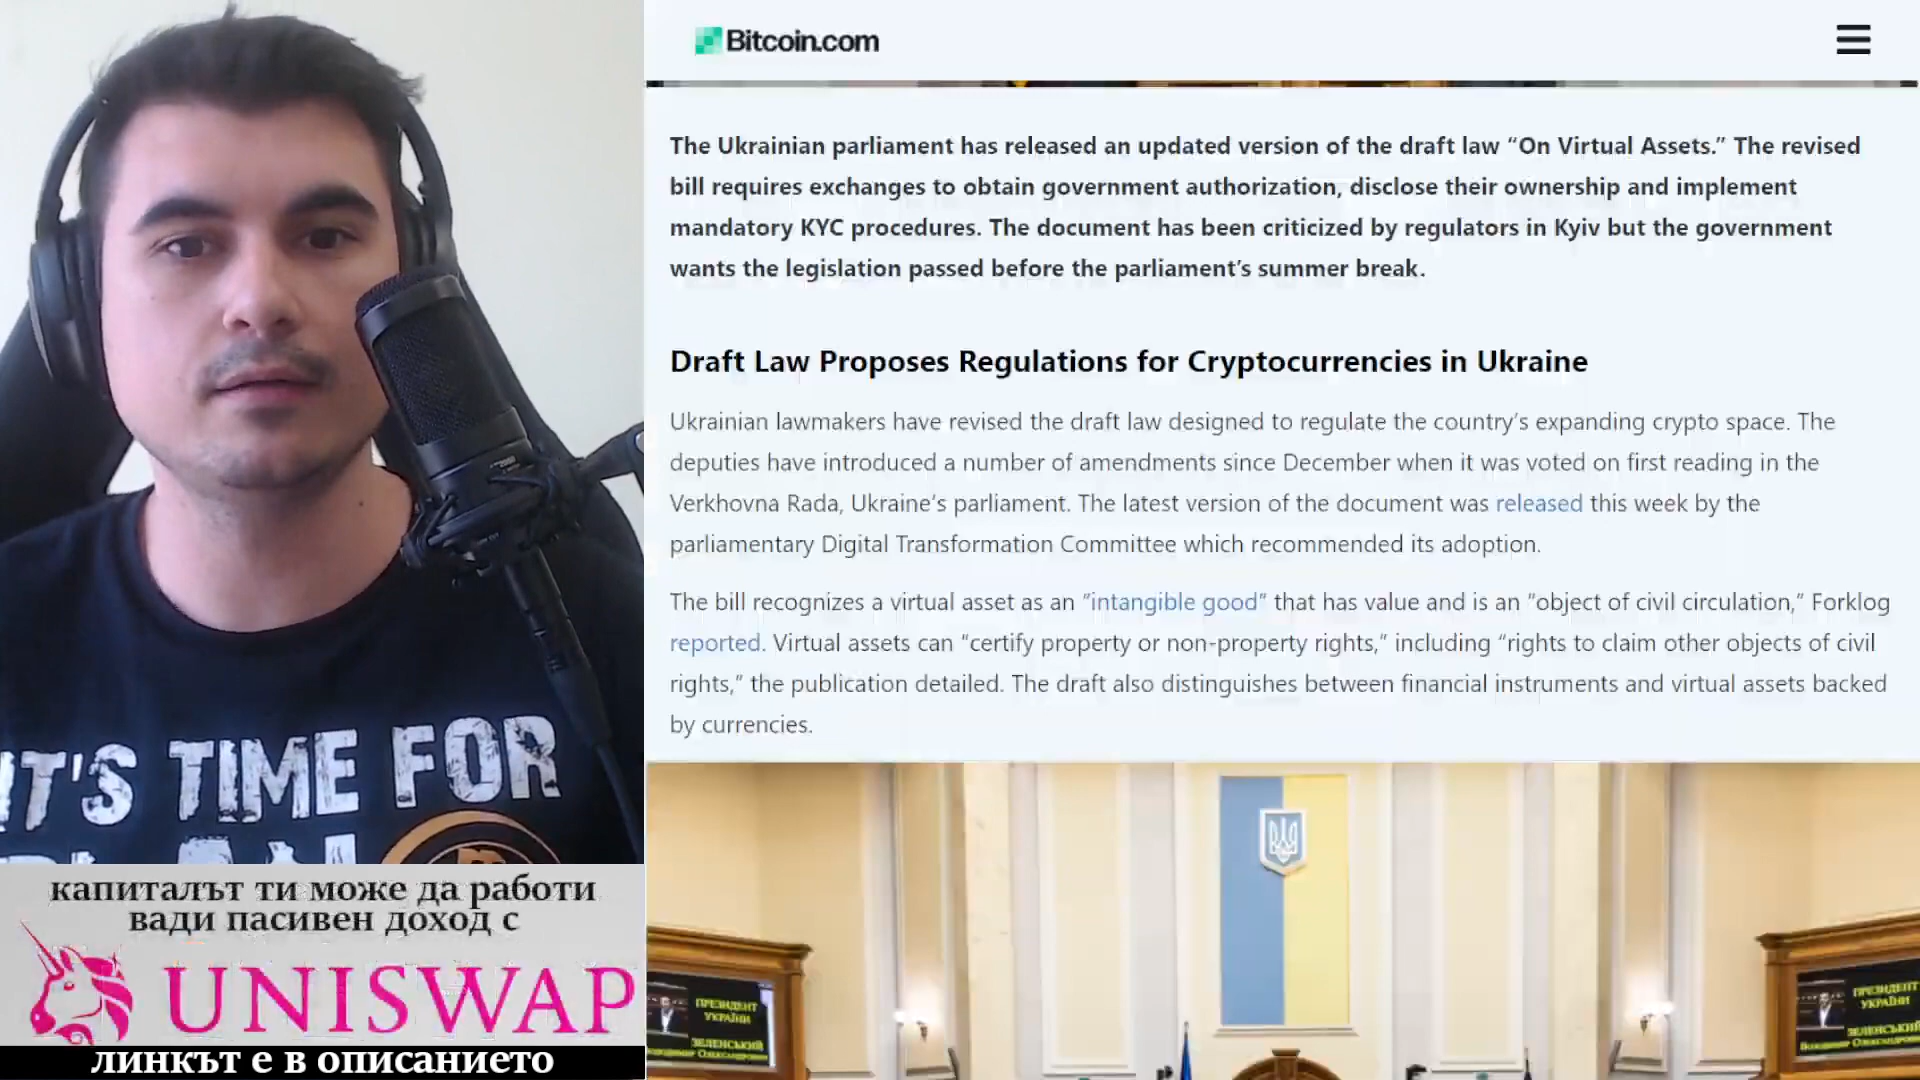 Bitcoin.com
The Ukrainian parliament has released an updated version of the draft law “On Virtual Assets.” The revised
bill requires exchanges to obtain government authorization, disclose their ownership and implement
mandatory KYC procedures. The document has been criticized by regulators in Kyiv but the government
wants the legislation passed before the parliament’s summer break.
Draft Law Proposes Regulations for Cryptocurrencies in Ukraine
Ukrainian lawmakers have revised the draft law designed to regulate the country’s expanding crypto space. The
deputies have introduced a number of amendments since December when it was voted on first reading in the
Verkhovna Rada, Ukraine’s parliament. The latest version of the document was released this week by the
parliamentary Digital Transformation Committee which recommended its adoption.
The bill recognizes a virtual asset as an “intangible good” that has value and is an “object of civil circulation,” Forklog
reported. Virtual assets can “certify property or non-property rights,” including “rights to claim other objects of civil
rights,” the publication detailed. The draft also distinguishes between financial instruments and virtual assets backed
by currencies.
IT'S TIME FOR
капиталът ти може да работи
вади пасивен доход с
UNISWAP
линкът е в описанието
ПРЕЗИДЕНТ
УКРАЇНИ
ЗЕЛЕНСЬКИЙ
ПРЕЗИДЕНТ
УКРАЇНИ
ЗЕЛЕНСЬКИЙ